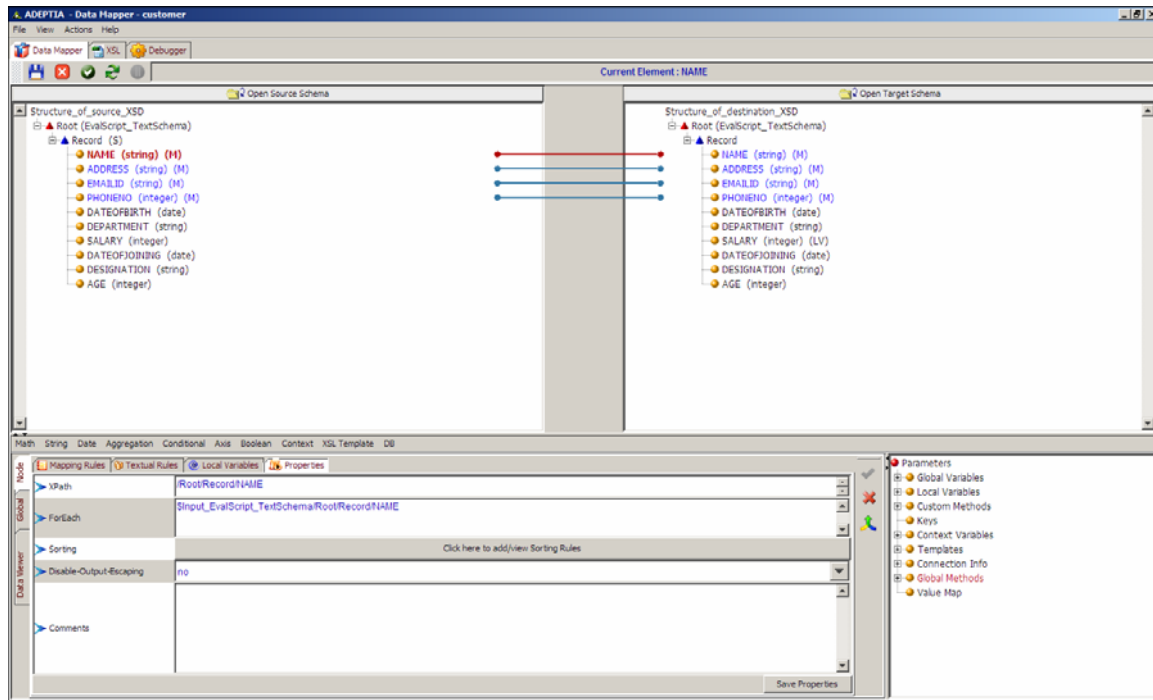 ADEPTIA - Data Mapper - customer
File View Actions Help
Data Mapper XSL Debugger
Current Element : NAME
Open Source Schema
Open Target Schema
Structure_of_source_XSD
Root (EvalScript_TextSchema)
Record (S)
NAME (string) (M)
ADDRESS (string) (M)
EMAILID (string) (M)
PHONENO (integer) (M)
DATEOFBIRTH (date)
DEPARTMENT (string)
SALARY (integer)
DATEOFJOINING (date)
DESIGNATION (string)
AGE (integer)
Structure_of_destination_XSD
Root (EvalScript_TextSchema)
Record
NAME (string) (M)
ADDRESS (string) (M)
EMAILID (string) (M)
PHONENO (integer) (M)
DATEOFBIRTH (date)
DEPARTMENT (string)
SALARY (integer) (LV)
DATEOFJOINING (date)
DESIGNATION (string)
AGE (integer)
Math String Date Aggregation Conditional Axis Boolean Context XSL Template DB
Node
Global
Data Viewer
Mapping Rules Textual Rules Local Variables Properties
XPath /Root/Record/NAME
ForEach $Input_EvalScript_TextSchema/Root/Record/NAME
Sorting Click here to add/view Sorting Rules
Disable-Output-Escaping no
Comments
Save Properties
Parameters
Global Variables
Local Variables
Custom Methods
Keys
Context Variables
Templates
Connection Info
Global Methods
Value Map